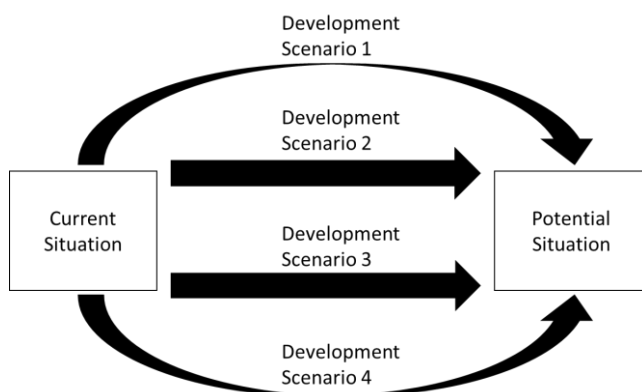 Development
Scenario 1
Development
Scenario 2
Current
Situation
Potential
Situation
Development
Scenario 3
Development
Scenario 4